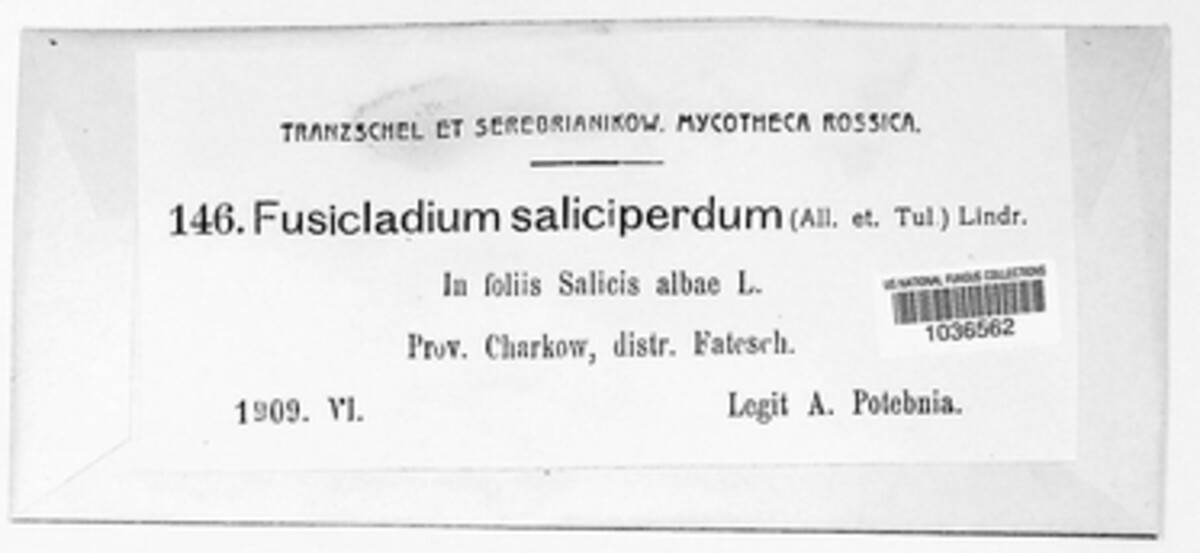 TRANZSCHEL ET SEREBRIANIKOW. MYCOTHECA ROSSICA.
146. Fusicladium saliciperdum (All. et. Tul.) Lindr.
In foliis Salicis albae L.
US NATIONAL FUNGUS COLLECTIONS
1036562
Prov. Charkow, distr. Fatesch.
1909. VI.
Legit A. Potebnia.